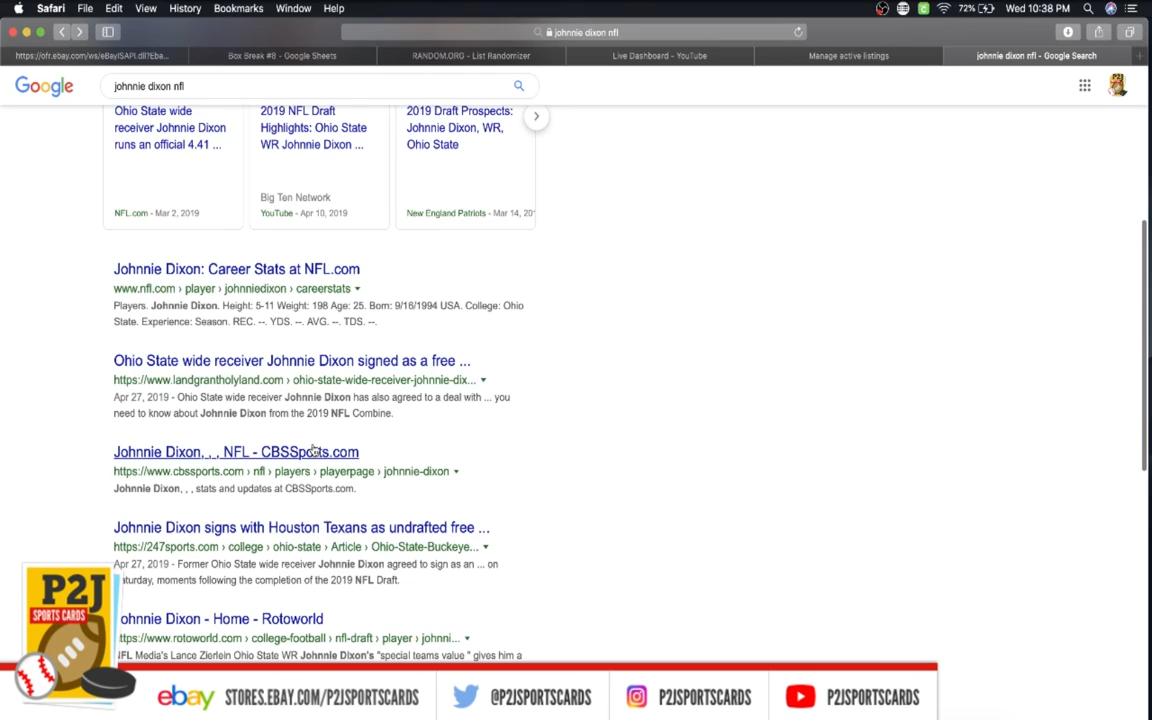 Safari File Edit View History Bookmarks Window Help
72% Wed 10:38 PM
johnnie dixon nfl
https://ofr.ebay.com/ws/eBayISAPI.dll?Eba...
Box Break #8 - Google Sheets
RANDOM.ORG - List Randomizer
Live Dashboard - YouTube
Manage active listings
johnnie dixon nfl - Google Search
Google
johnnie dixon nfl
Ohio State wide
receiver Johnnie Dixon
runs an official 4.41 ...
NFL.com - Mar 2, 2019
2019 NFL Draft
Highlights: Ohio State
WR Johnnie Dixon ...
Big Ten Network
YouTube - Apr 10, 2019
2019 Draft Prospects:
Johnnie Dixon, WR,
Ohio State
New England Patriots - Mar 14, 20
Johnnie Dixon: Career Stats at NFL.com
www.nfl.com › player › johnniedixon › careerstats
Players. Johnnie Dixon. Height: 5-11 Weight: 198 Age: 25. Born: 9/16/1994 USA. College: Ohio
State. Experience: Season. REC. --. YDS. --. AVG. --. TDS. --.
Ohio State wide receiver Johnnie Dixon signed as a free ...
https://www.landgrantholyland.com › ohio-state-wide-receiver-johnnie-dix...
Apr 27, 2019 - Ohio State wide receiver Johnnie Dixon has also agreed to a deal with ... you
need to know about Johnnie Dixon from the 2019 NFL Combine.
Johnnie Dixon, , , NFL - CBSSports.com
https://www.cbssports.com › nfl › players › playerpage › johnnie-dixon
Johnnie Dixon, , , stats and updates at CBSSports.com.
Johnnie Dixon signs with Houston Texans as undrafted free ...
https://247sports.com › college › ohio-state › Article › Ohio-State-Buckeye...
Apr 27, 2019 - Former Ohio State wide receiver Johnnie Dixon agreed to sign as an ... on
aturday, moments following the completion of the 2019 NFL Draft.
ohnnie Dixon - Home - Rotoworld
ttps://www.rotoworld.com › college-football › nfl-draft › player › johnni...
NFL Media's Lance Zierlein Ohio State WR Johnnie Dixon's "special teams value" gives him a
P2J
SPORTS CARDS
ebay STORES.EBAY.COM/P2JSPORTSCARDS
@P2JSPORTSCARDS
P2JSPORTSCARDS
P2JSPORTSCARDS